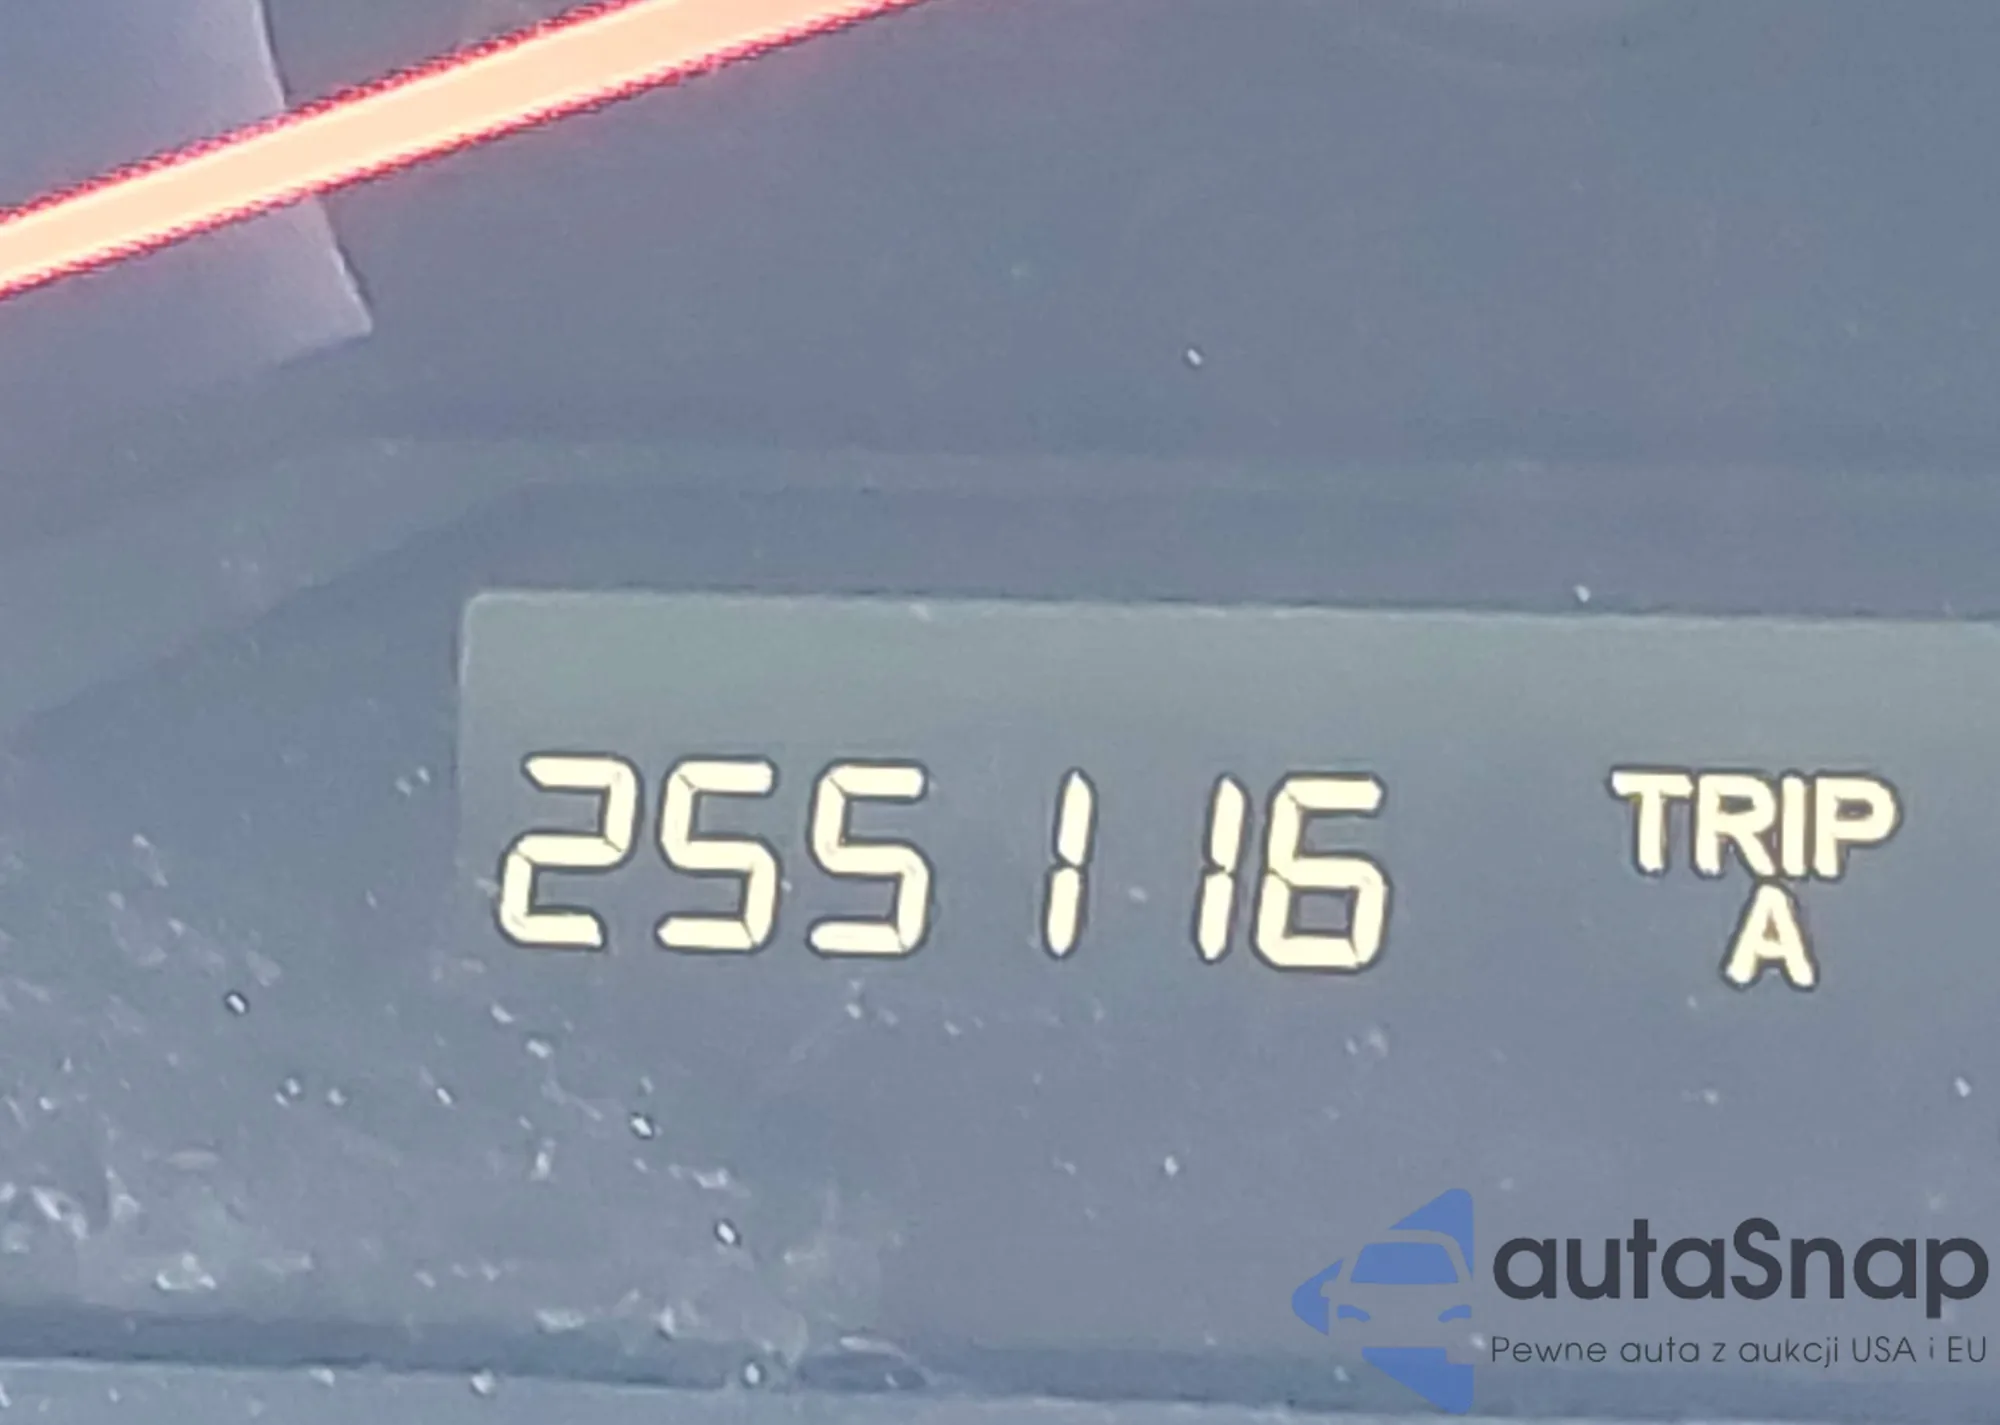 255116 TRIP
A
autaSnap
Pewne auta z aukcji USA i EU